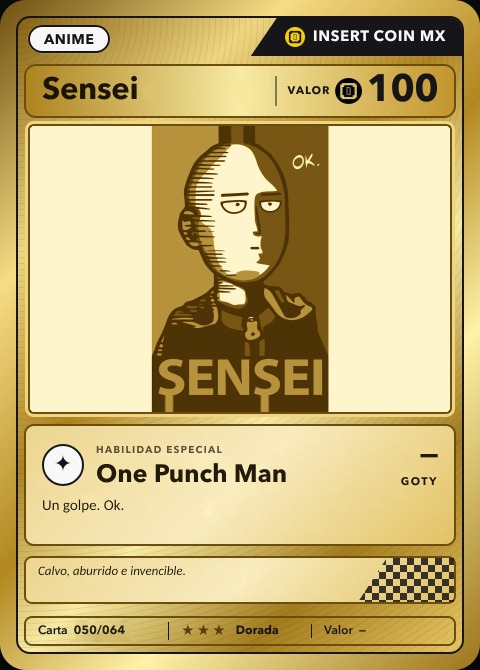 ANIME
INSERT COIN MX
Sensei
VALOR 100
OK.
SENSEI
HABILIDAD ESPECIAL
One Punch Man
–
GOTY
Un golpe. Ok.
Calvo, aburrido e invencible.
Carta 050/064 ★★★ Dorada Valor –